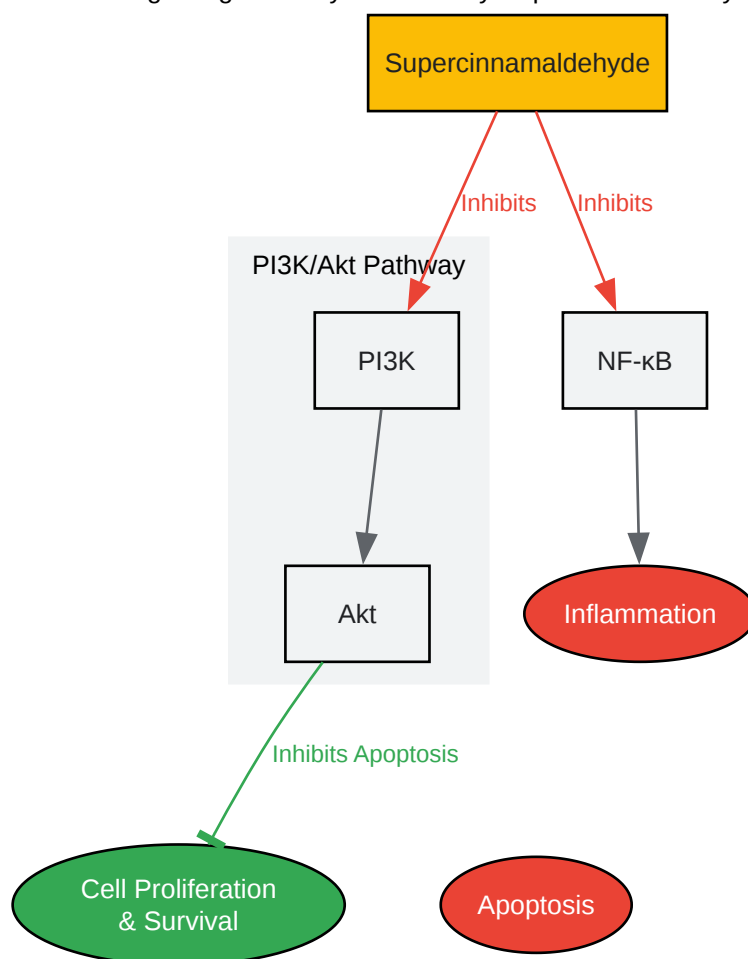 Supercinnamaldehyde
Inhibits Inhibits
PI3K/Akt Pathway
PI3K
NF-κB
Akt
Inflammation
Inhibits Apoptosis
Cell Proliferation
& Survival
Apoptosis